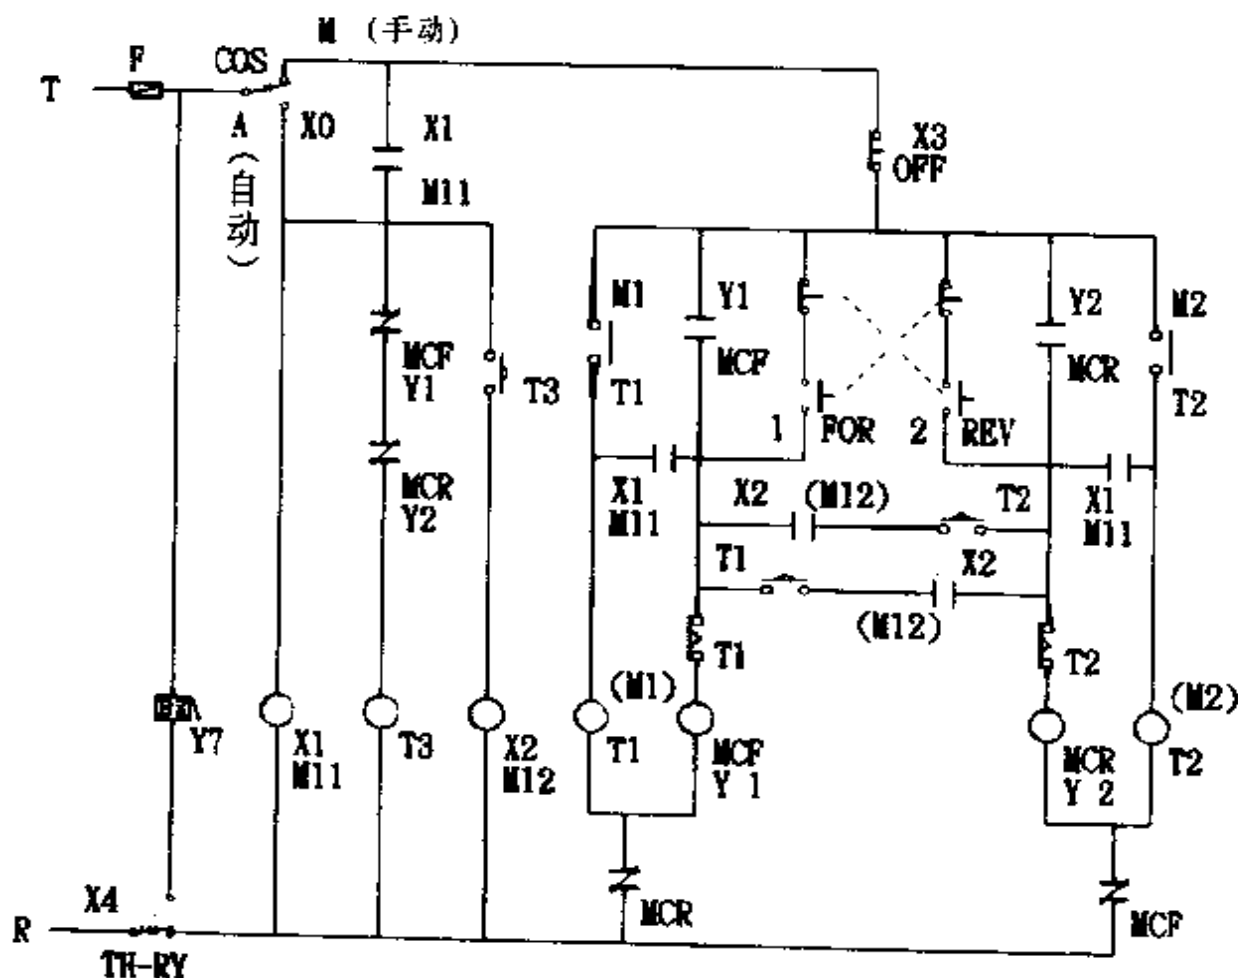 M (手动)
F
COS
T
A
(自动)
X0
X1
M11
X3
OFF
M1
Y1
Y2
M2
MCF
Y1
T3
T1
MCF
MCR
T2
1 FOR
2 REV
MCR
Y2
X1
M11
X2
(M12)
T2
X1
M11
T1
X2
(M12)
T1
T2
(M1)
(M2)
Y7
X1
M11
T3
X2
M12
T1
MCF
Y 1
MCR
Y 2
T2
X4
MCR
MCF
R
TH-RY